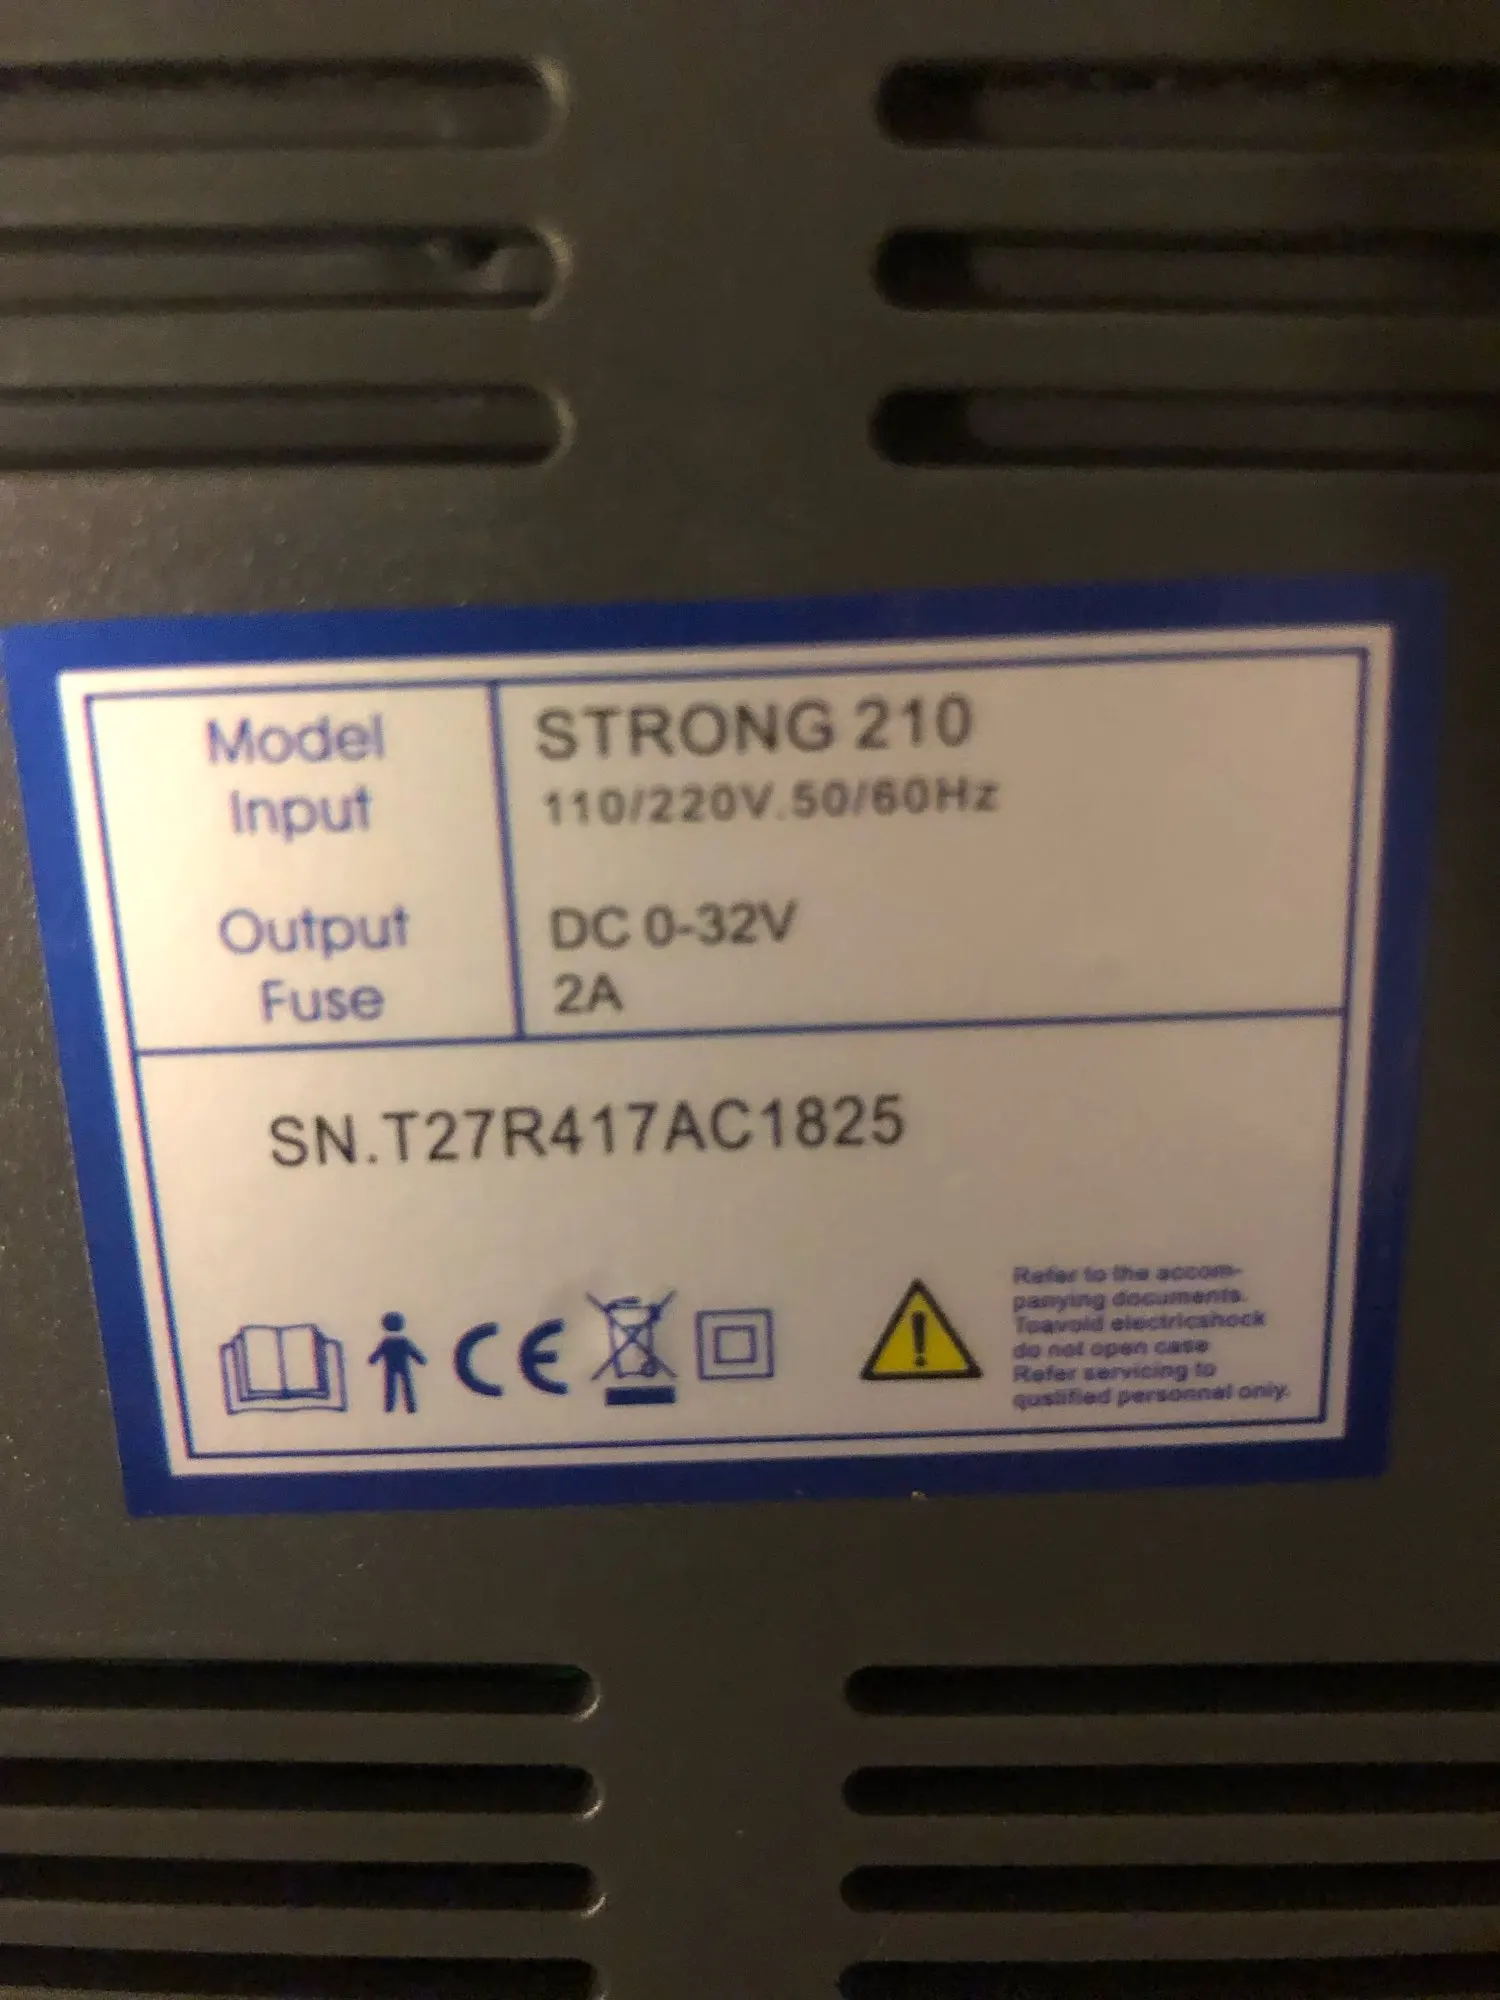 Model STRONG 210
Input 110/220V.50/60Hz
Output DC 0-32V
Fuse 2A
SN.T27R417AC1825
CE
Refer to the accom-
panying documents.
Toavoid electricshock
do not open case
Refer servicing to
qualified personnel only.